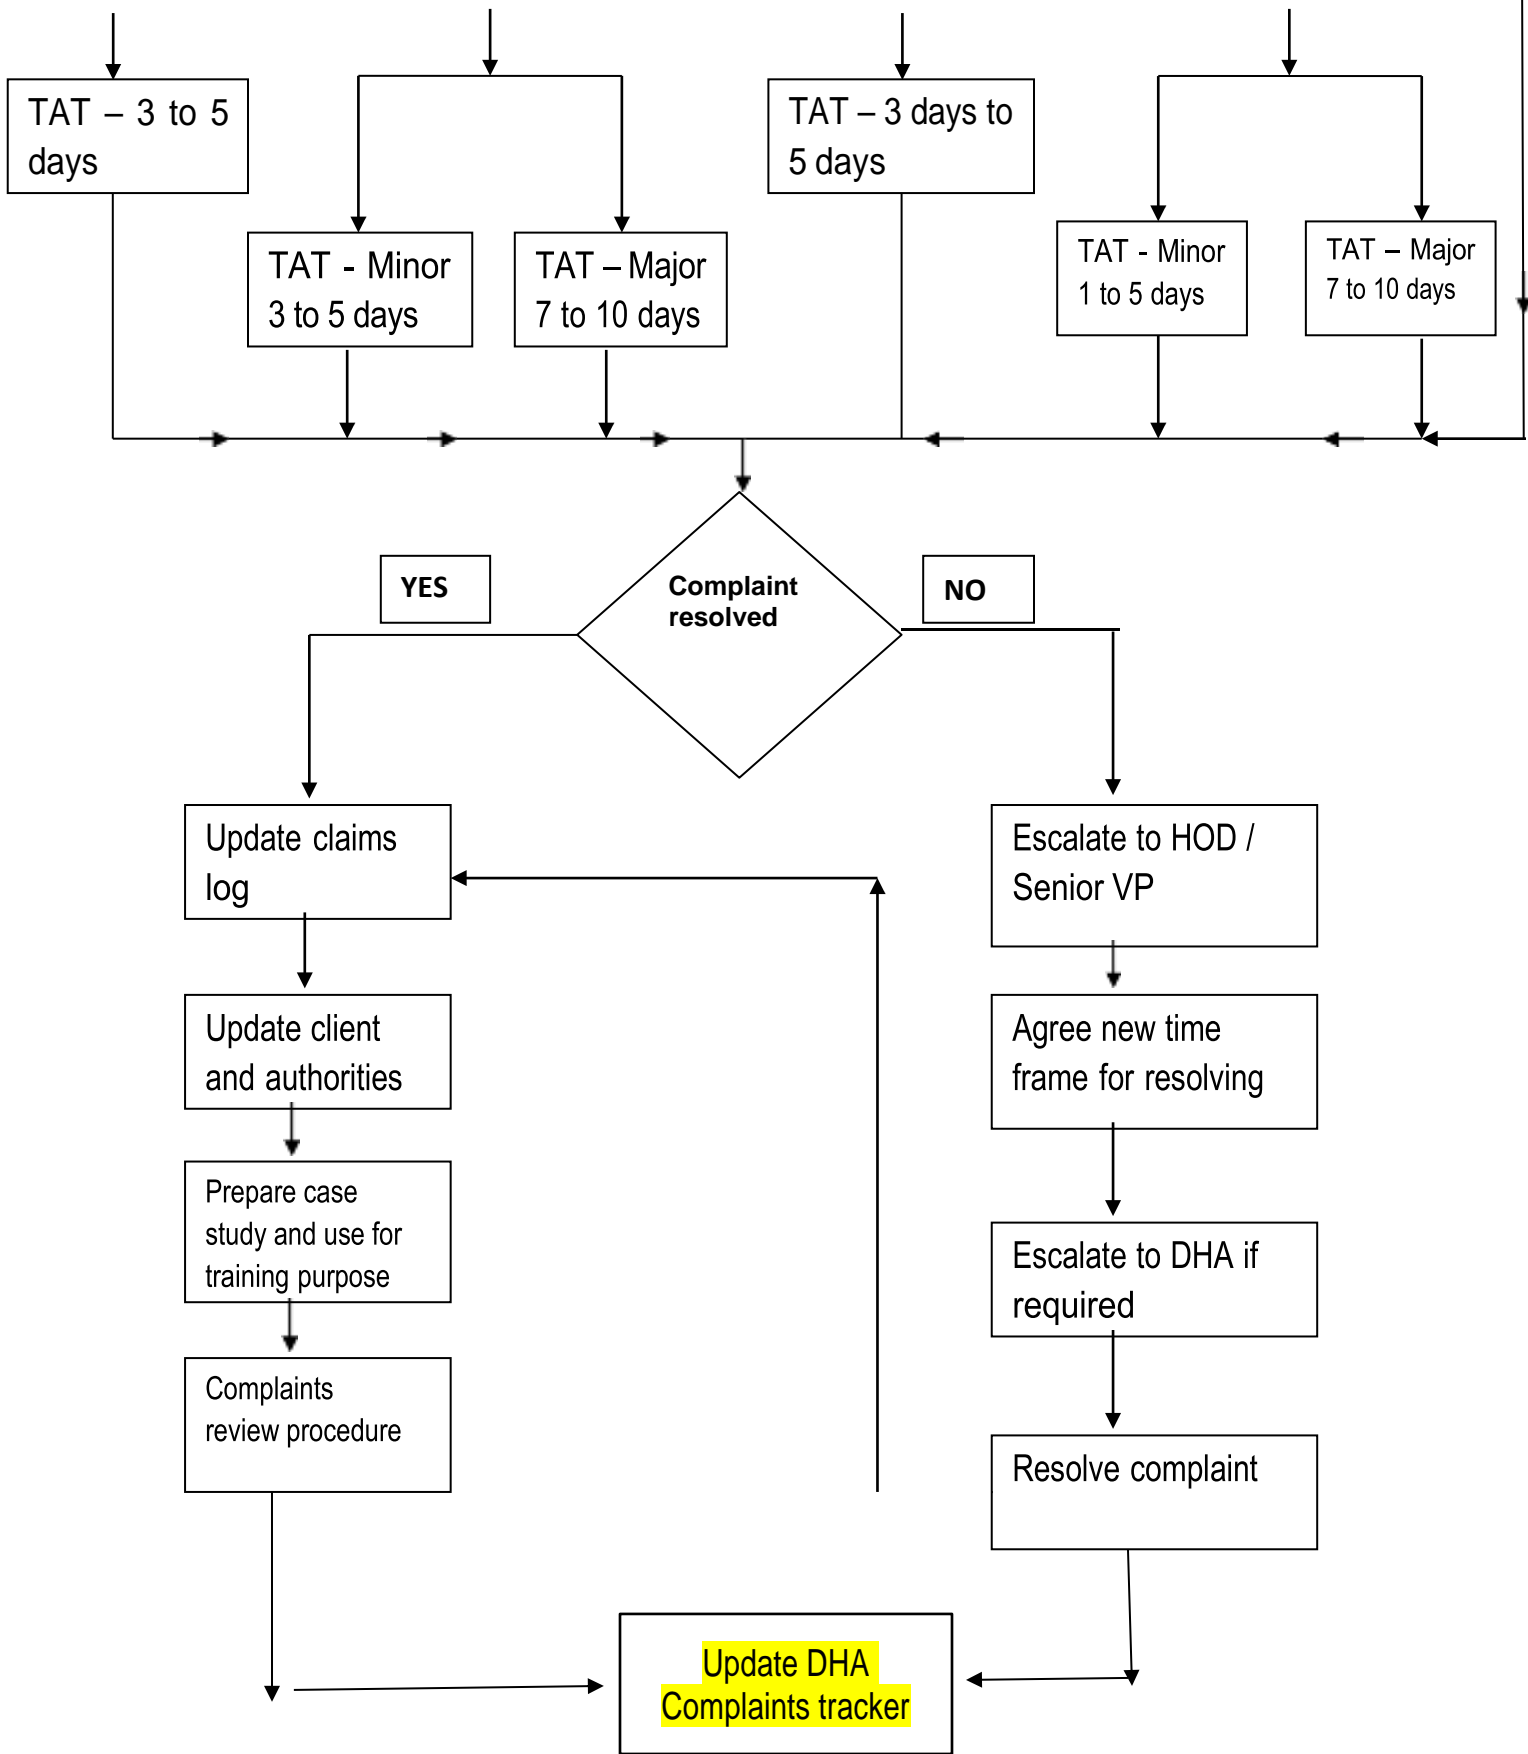 TAT – 3 to 5
days
TAT – 3 days to
5 days
TAT - Minor
3 to 5 days
TAT – Major
7 to 10 days
TAT - Minor
1 to 5 days
TAT – Major
7 to 10 days
YES
Complaint
resolved
NO
Update claims
log
Escalate to HOD /
Senior VP
Update client
and authorities
Agree new time
frame for resolving
Prepare case
study and use for
training purpose
Escalate to DHA if
required
Complaints
review procedure
Resolve complaint
Update DHA
Complaints tracker